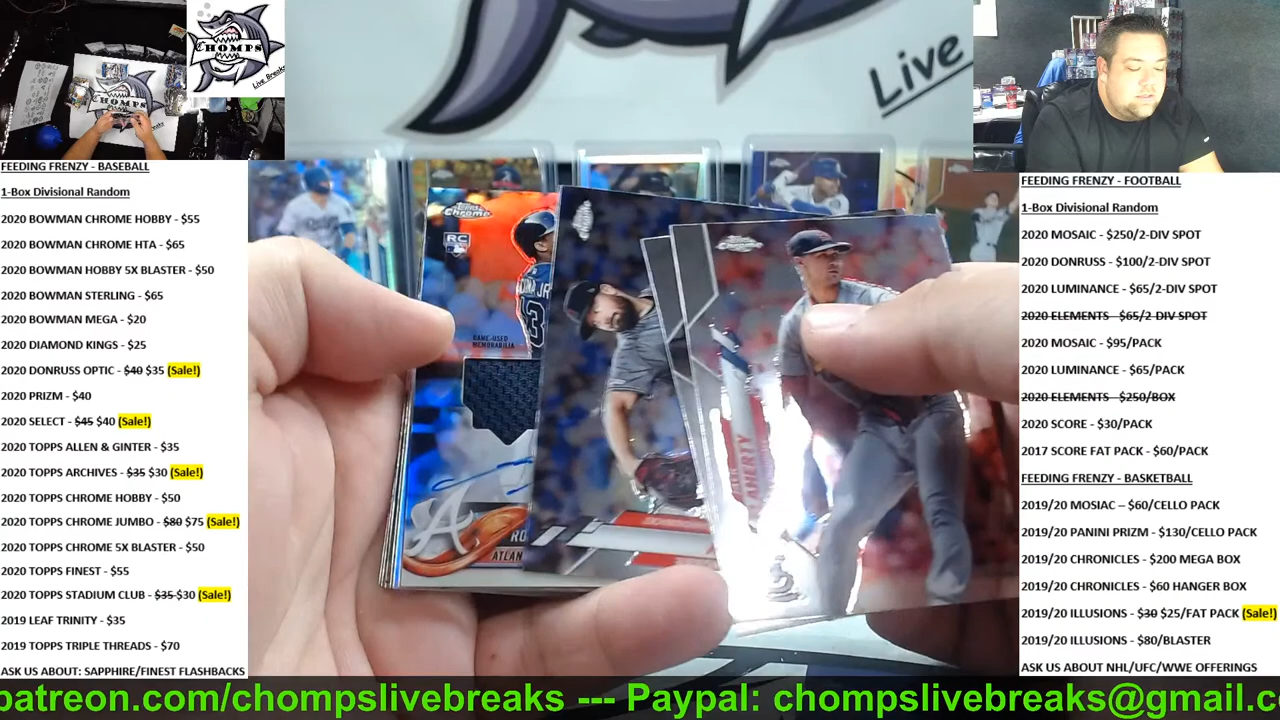 CHOMPS
Live Breaks
Live
FEEDING FRENZY - BASEBALL
1-Box Divisional Random
2020 BOWMAN CHROME HOBBY - $55
2020 BOWMAN CHROME HTA - $65
2020 BOWMAN HOBBY 5X BLASTER - $50
2020 BOWMAN STERLING - $65
2020 BOWMAN MEGA - $20
2020 DIAMOND KINGS - $25
2020 DONRUSS OPTIC - $40 $35 (Sale!)
2020 PRIZM - $40
2020 SELECT - $45 $40 (Sale!)
2020 TOPPS ALLEN & GINTER - $35
2020 TOPPS ARCHIVES - $35 $30 (Sale!)
2020 TOPPS CHROME HOBBY - $50
2020 TOPPS CHROME JUMBO - $80 $75 (Sale!)
2020 TOPPS CHROME 5X BLASTER - $50
2020 TOPPS FINEST - $55
2020 TOPPS STADIUM CLUB - $35 $30 (Sale!)
2019 LEAF TRINITY - $35
2019 TOPPS TRIPLE THREADS - $70
ASK US ABOUT: SAPPHIRE/FINEST FLASHBACKS
Topps Chrome
RC
UNA JR
13
GAME-USED
MEMORABILIA
A
RO
ATLAN
AHERTY
FEEDING FRENZY - FOOTBALL
1-Box Divisional Random
2020 MOSAIC - $250/2-DIV SPOT
2020 DONRUSS - $100/2-DIV SPOT
2020 LUMINANCE - $65/2-DIV SPOT
2020 ELEMENTS - $65/2-DIV SPOT
2020 MOSAIC - $95/PACK
2020 LUMINANCE - $65/PACK
2020 ELEMENTS - $250/BOX
2020 SCORE - $30/PACK
2017 SCORE FAT PACK - $60/PACK
FEEDING FRENZY - BASKETBALL
2019/20 MOSIAC – $60/CELLO PACK
2019/20 PANINI PRIZM - $130/CELLO PACK
2019/20 CHRONICLES - $200 MEGA BOX
2019/20 CHRONICLES - $60 HANGER BOX
2019/20 ILLUSIONS - $30 $25/FAT PACK (Sale!)
2019/20 ILLUSIONS - $80/BLASTER
ASK US ABOUT NHL/UFC/WWE OFFERINGS
patreon.com/chompslivebreaks --- Paypal: chompslivebreaks@gmail.c